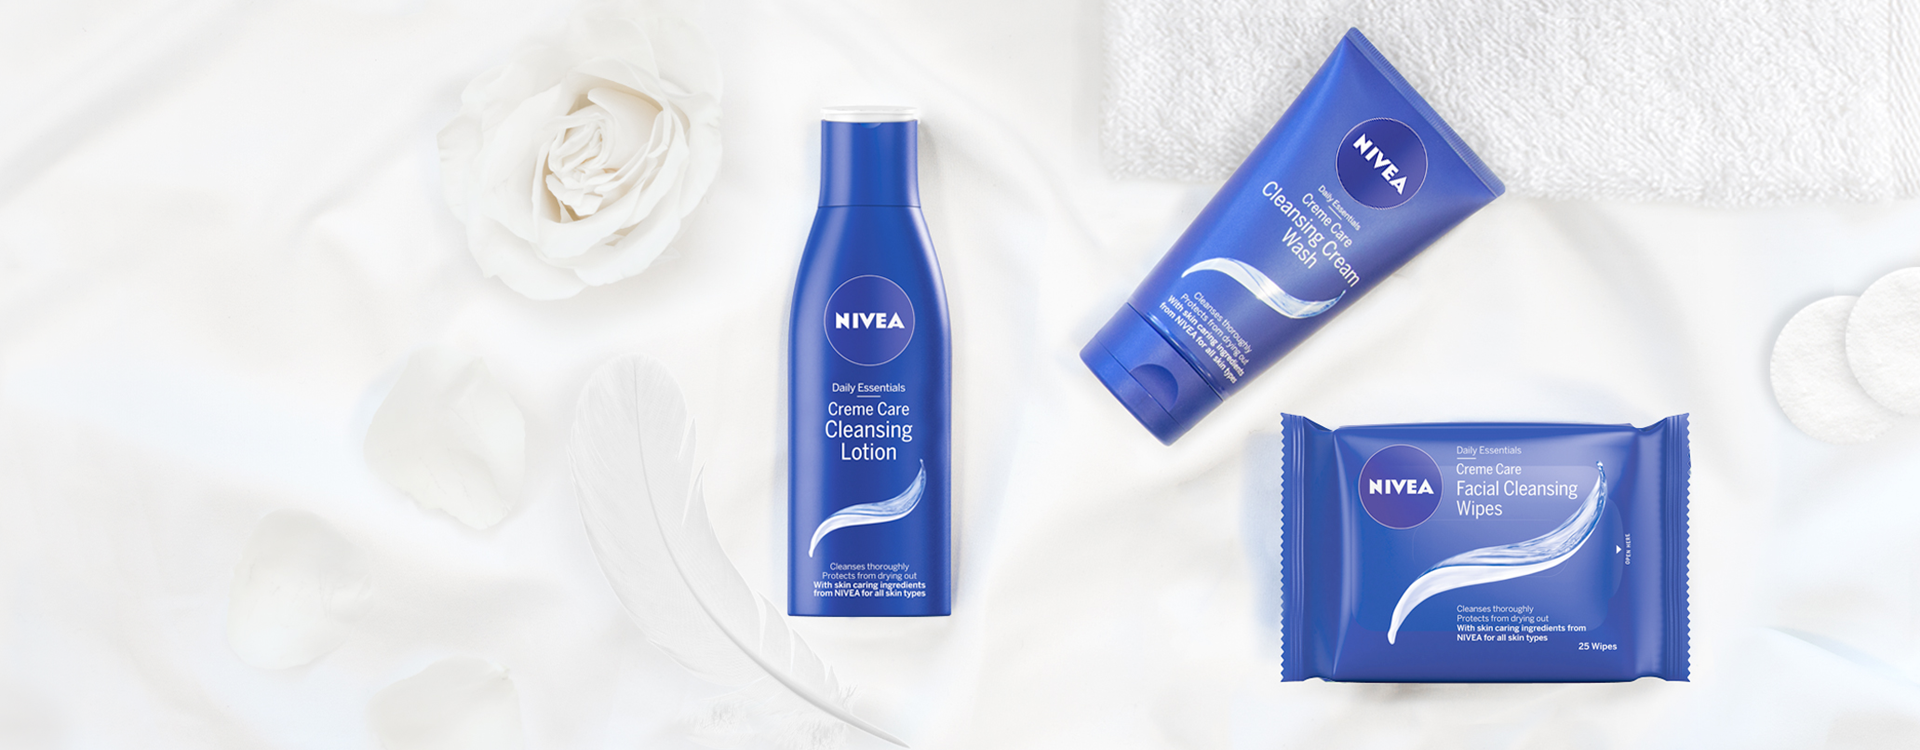 NIVEA
Daily Essentials
Creme Care
Cleansing
Lotion
Cleanses thoroughly
Protects from drying out
With skin caring ingredients
from NIVEA for all skin types
NIVEA
Daily Essentials
Creme Care
Cleansing Cream
Wash
Cleanses thoroughly
Protects from drying out
With skin caring ingredients
from NIVEA for all skin types
NIVEA
Daily Essentials
Creme Care
Facial Cleansing
Wipes
OPEN HERE
Cleanses thoroughly
Protects from drying out
With skin caring ingredients from
NIVEA for all skin types
25 Wipes